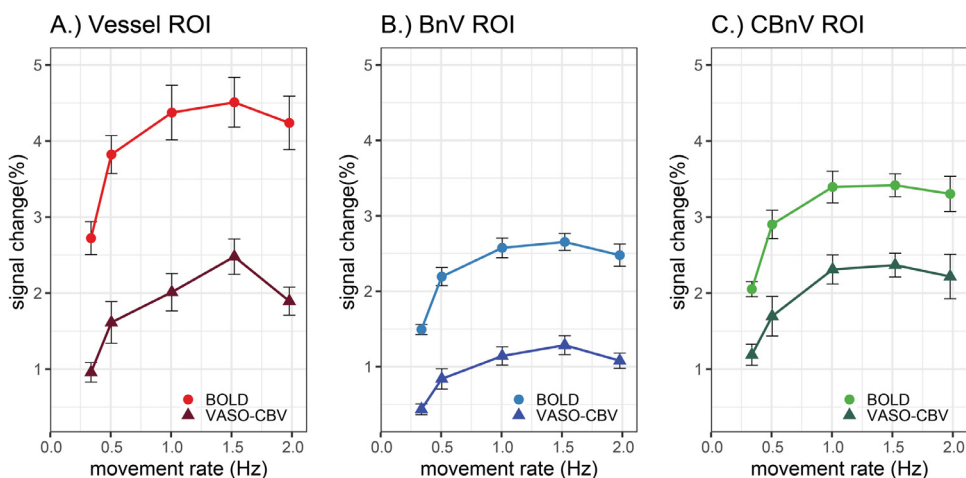 A.) Vessel ROI
signal change(%)
5
4
3
2
1
BOLD
VASO-CBV
0.0 0.5 1.0 1.5 2.0
movement rate (Hz)
B.) BnV ROI
signal change(%)
5
4
3
2
1
BOLD
VASO-CBV
0.0 0.5 1.0 1.5 2.0
movement rate (Hz)
C.) CBnV ROI
signal change(%)
5
4
3
2
1
BOLD
VASO-CBV
0.0 0.5 1.0 1.5 2.0
movement rate (Hz)